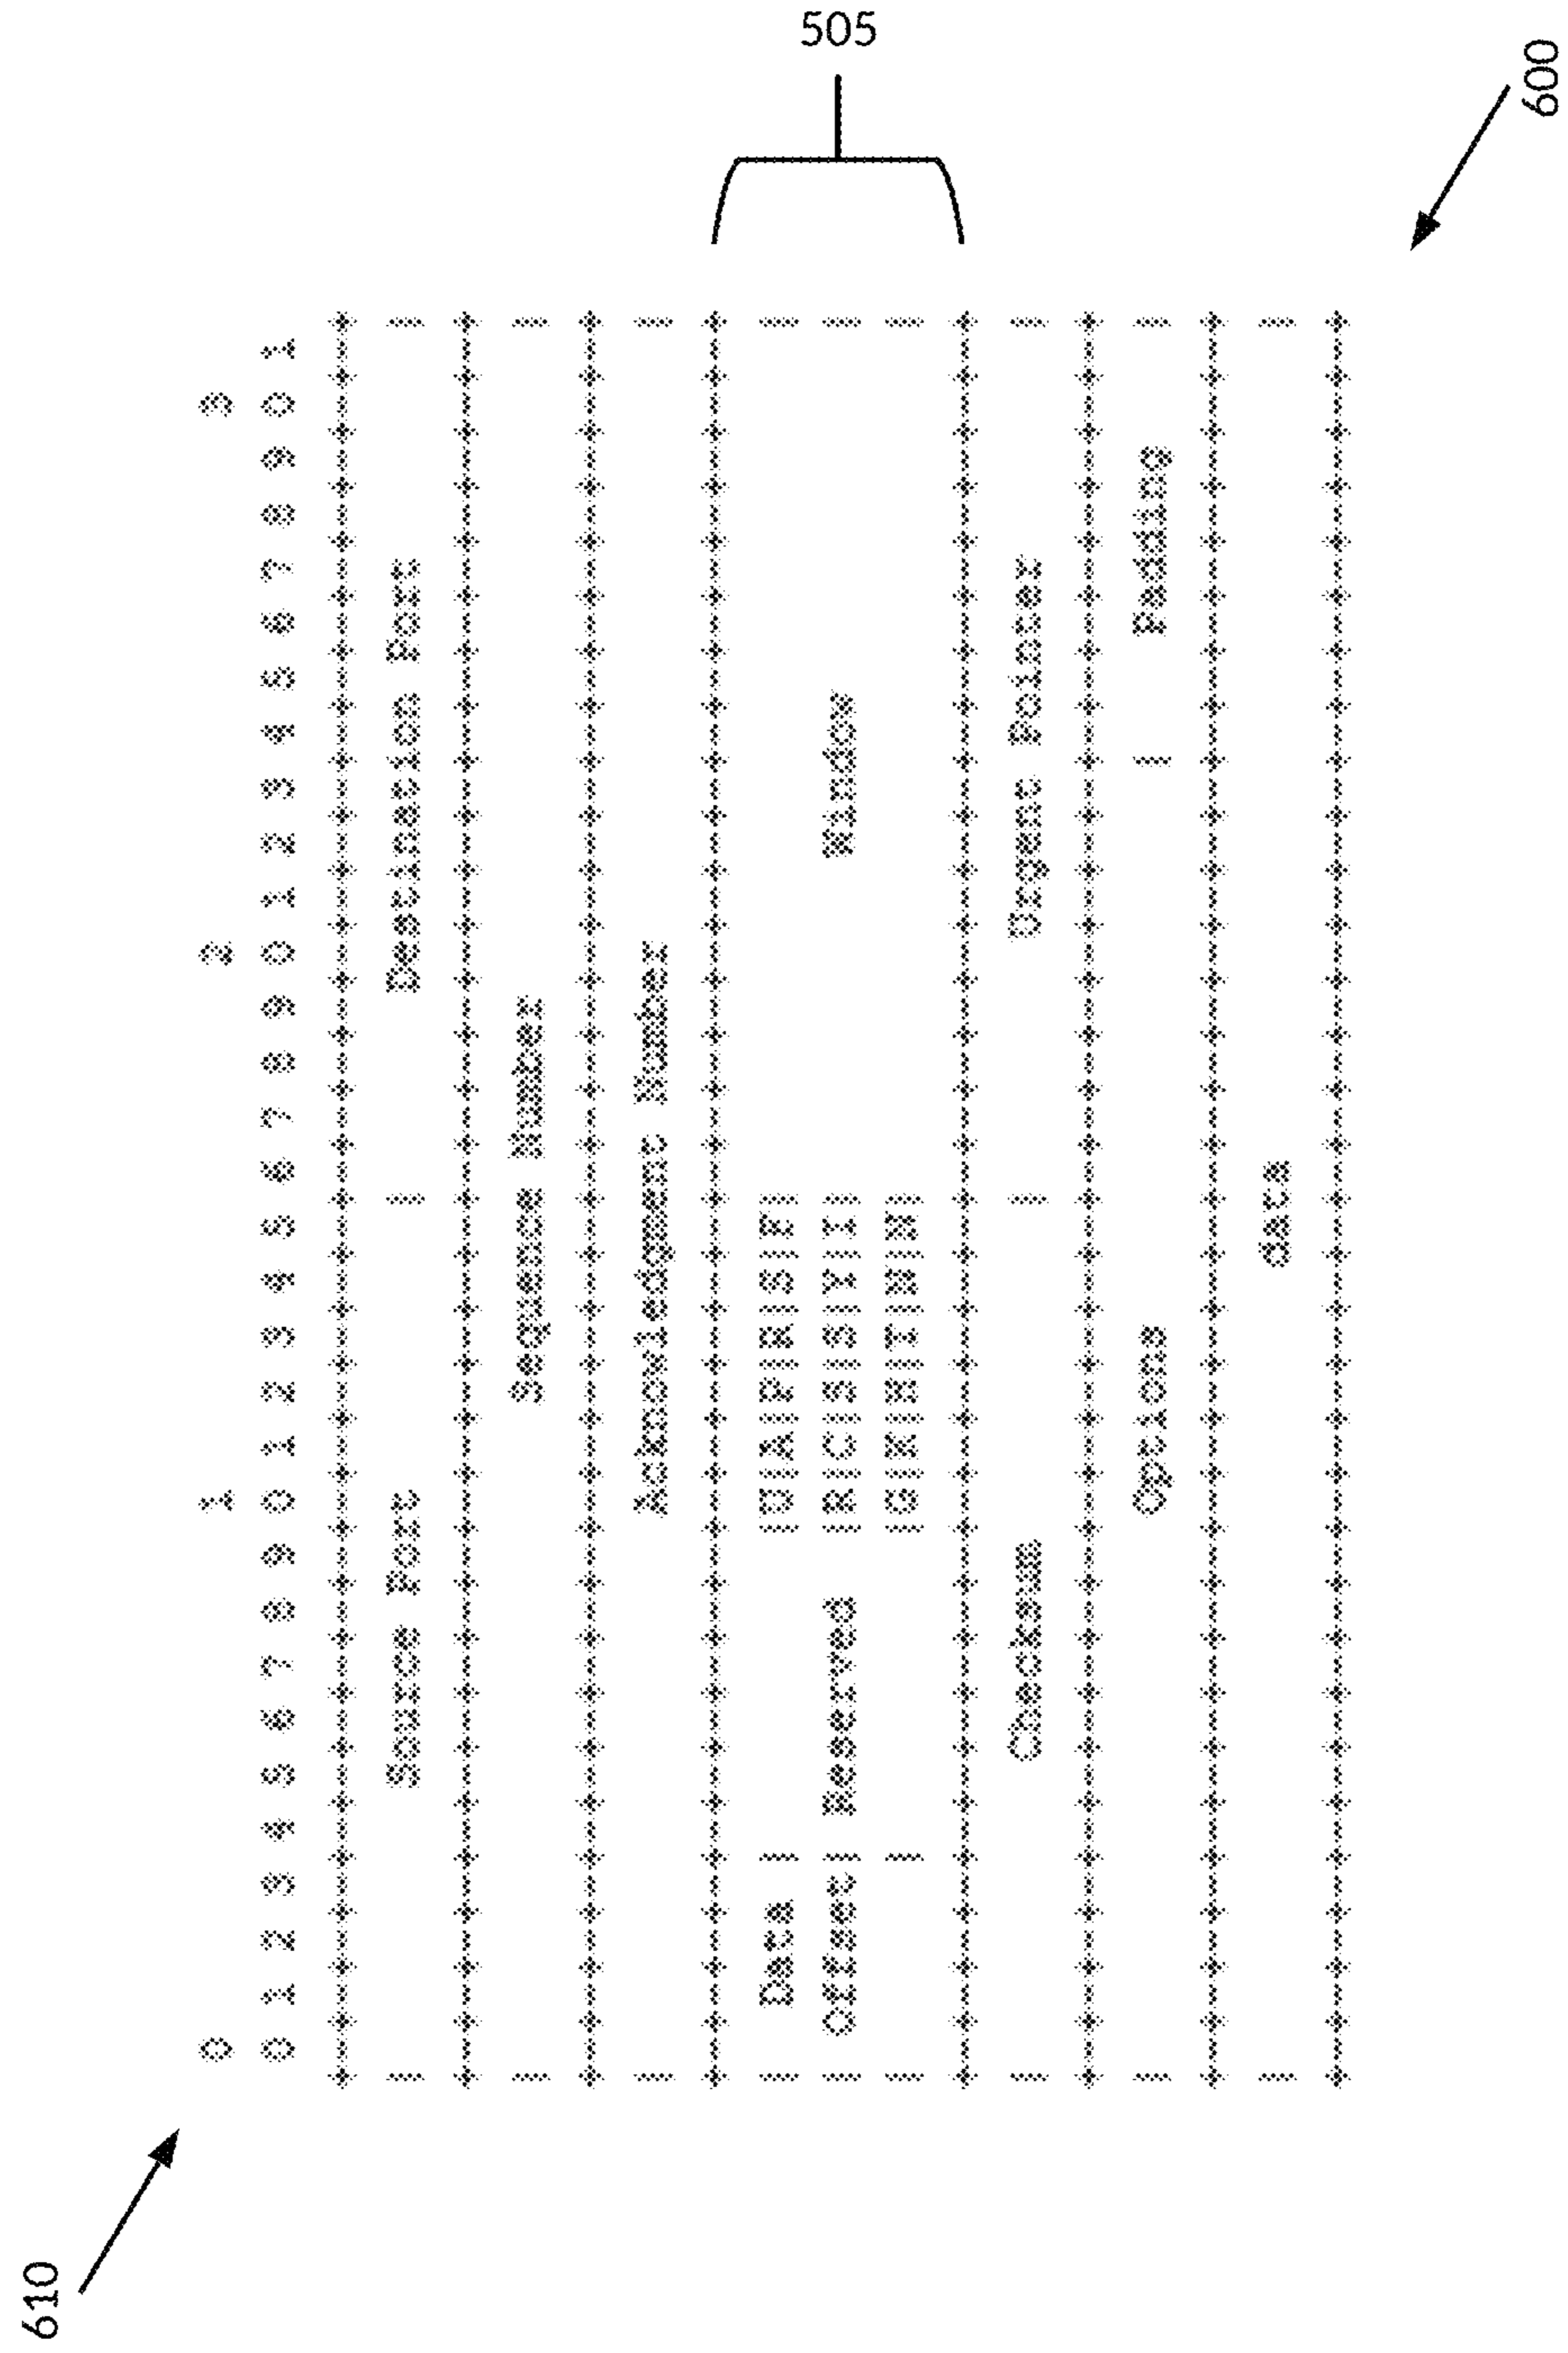 610
0 1 2 3
0 1 2 3 4 5 6 7 8 9 0 1 2 3 4 5 6 7 8 9 0 1 2 3 4 5 6 7 8 9 0 1
+-+-+-+-+-+-+-+-+-+-+-+-+-+-+-+-+-+-+-+-+-+-+-+-+-+-+-+-+-+-+-+-+
| Source Port | Destination Port |
+-+-+-+-+-+-+-+-+-+-+-+-+-+-+-+-+-+-+-+-+-+-+-+-+-+-+-+-+-+-+-+-+
| Sequence Number |
+-+-+-+-+-+-+-+-+-+-+-+-+-+-+-+-+-+-+-+-+-+-+-+-+-+-+-+-+-+-+-+-+
| Acknowledgment Number |
+-+-+-+-+-+-+-+-+-+-+-+-+-+-+-+-+-+-+-+-+-+-+-+-+-+-+-+-+-+-+-+-+
| Data | |U|A|P|R|S|F| |
| Offset| Reserved |R|C|S|S|Y|I| Window |
| | |G|K|H|T|N|N| |
+-+-+-+-+-+-+-+-+-+-+-+-+-+-+-+-+-+-+-+-+-+-+-+-+-+-+-+-+-+-+-+-+
| Checksum | Urgent Pointer |
+-+-+-+-+-+-+-+-+-+-+-+-+-+-+-+-+-+-+-+-+-+-+-+-+-+-+-+-+-+-+-+-+
| Options | Padding |
+-+-+-+-+-+-+-+-+-+-+-+-+-+-+-+-+-+-+-+-+-+-+-+-+-+-+-+-+-+-+-+-+
| data |
+-+-+-+-+-+-+-+-+-+-+-+-+-+-+-+-+-+-+-+-+-+-+-+-+-+-+-+-+-+-+-+-+
505
600